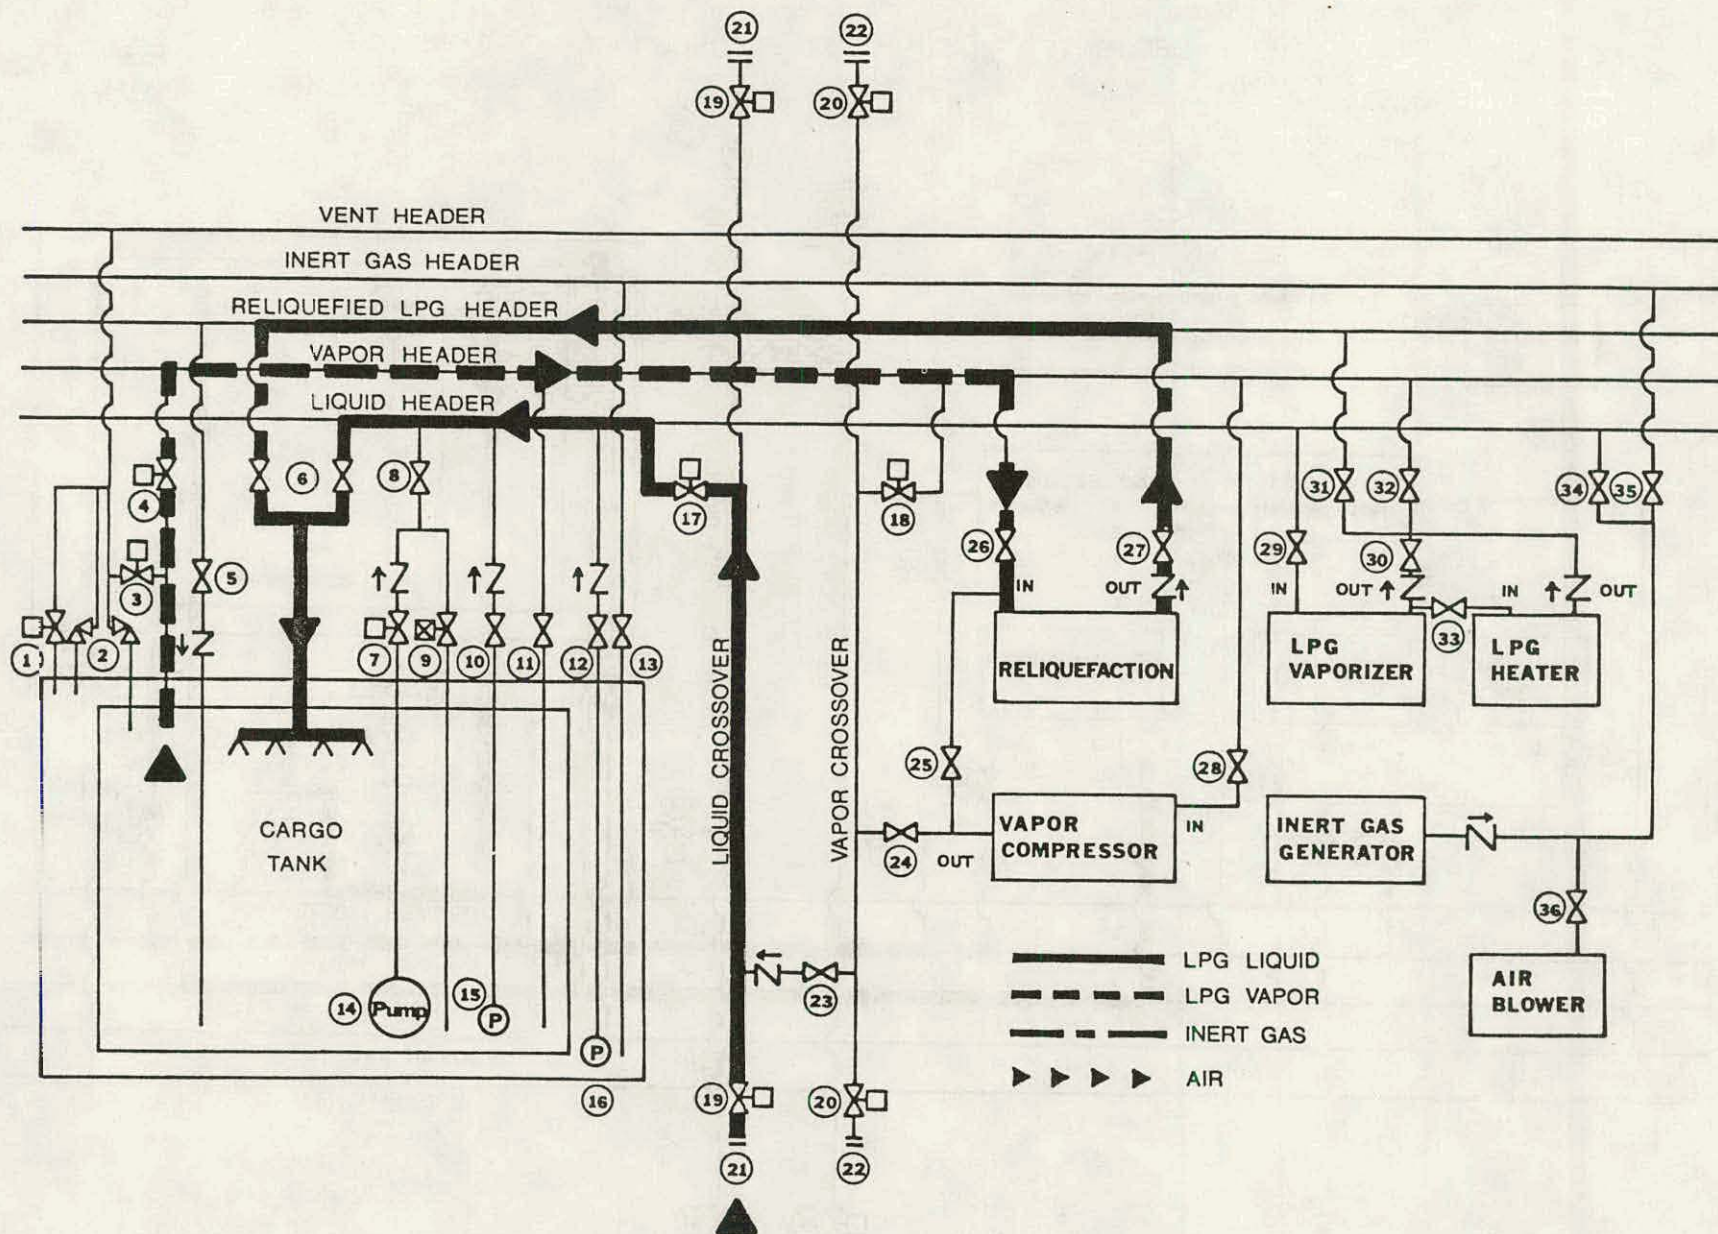 21
22
19
20
VENT HEADER
INERT GAS HEADER
RELIQUEFIED LPG HEADER
VAPOR HEADER
LIQUID HEADER
4
6
8
17
18
31
32
34
35
26
27
29
30
3
5
IN
OUT
IN
OUT
IN
OUT
33
1
2
7
9
10
11
12
13
RELIQUEFACTION
LPG
VAPORIZER
LPG
HEATER
LIQUID CROSSOVER
VAPOR CROSSOVER
25
28
CARGO
TANK
VAPOR
COMPRESSOR
IN
24
OUT
INERT GAS
GENERATOR
36
14
Pump
15
P
P
16
23
LPG LIQUID
LPG VAPOR
INERT GAS
AIR
AIR
BLOWER
19
20
21
22